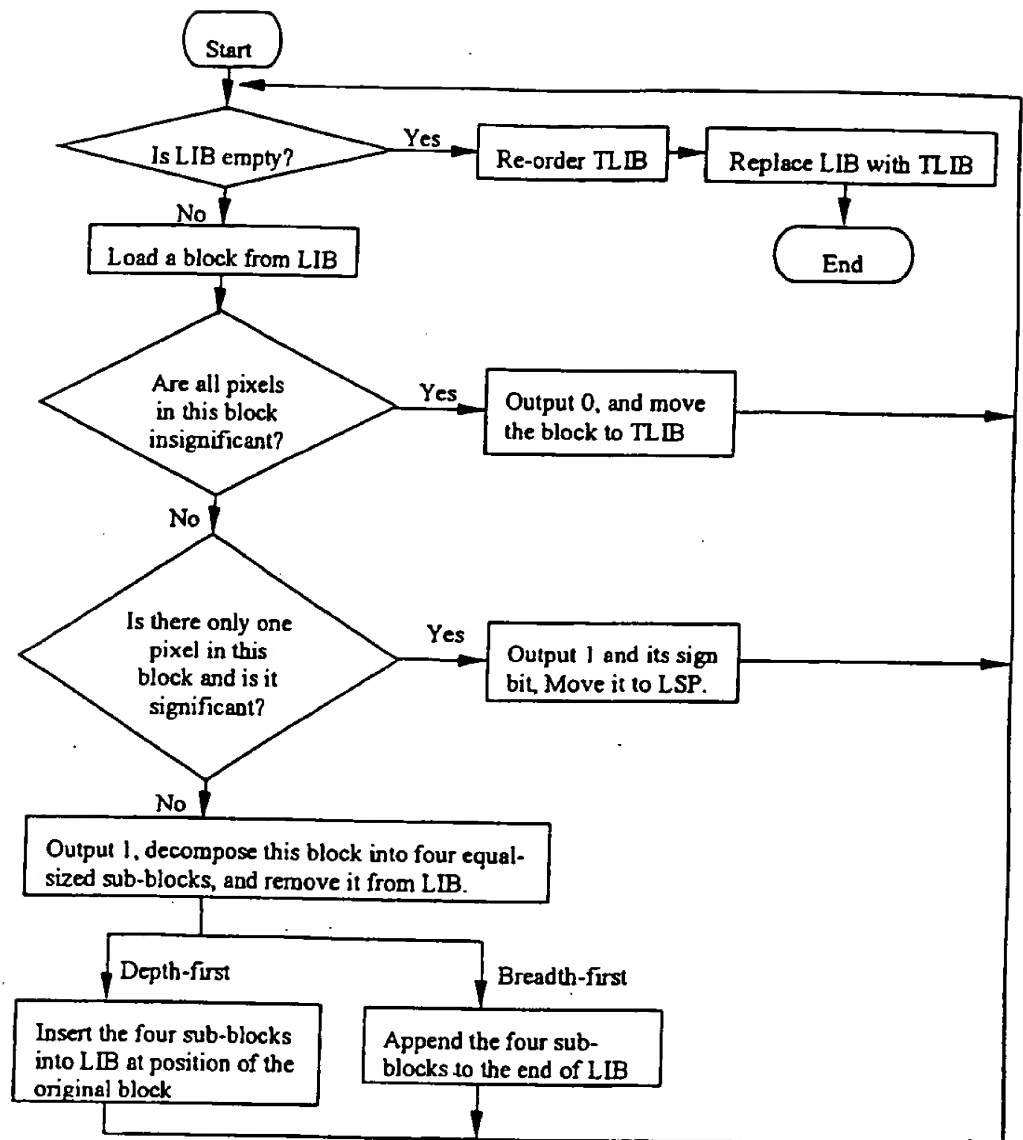 Start
Is LIB empty?
Yes
Re-order TLIB
Replace LIB with TLIB
End
No
Load a block from LIB
Are all pixels
in this block
insignificant?
Yes
Output 0, and move
the block to TLIB
No
Is there only one
pixel in this
block and is it
significant?
Yes
Output 1 and its sign
bit, Move it to LSP.
No
Output 1, decompose this block into four equal-
sized sub-blocks, and remove it from LIB.
Depth-first
Breadth-first
Insert the four sub-blocks
into LIB at position of the
original block
Append the four sub-
blocks to the end of LIB